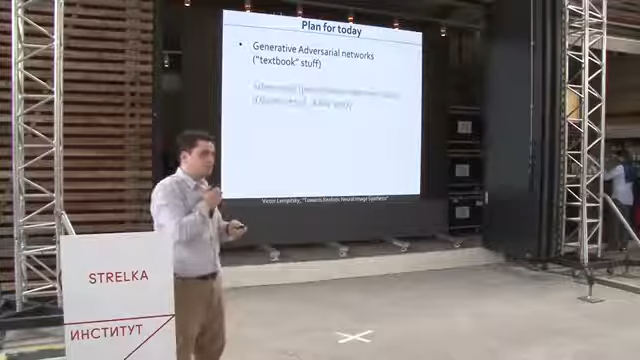 Plan for today
• Generative Adversarial networks
("textbook" stuff)
Victor Lempitsky, "Towards Realistic Neural Image Synthesis"
STRELKA
ИНСТИТУТ